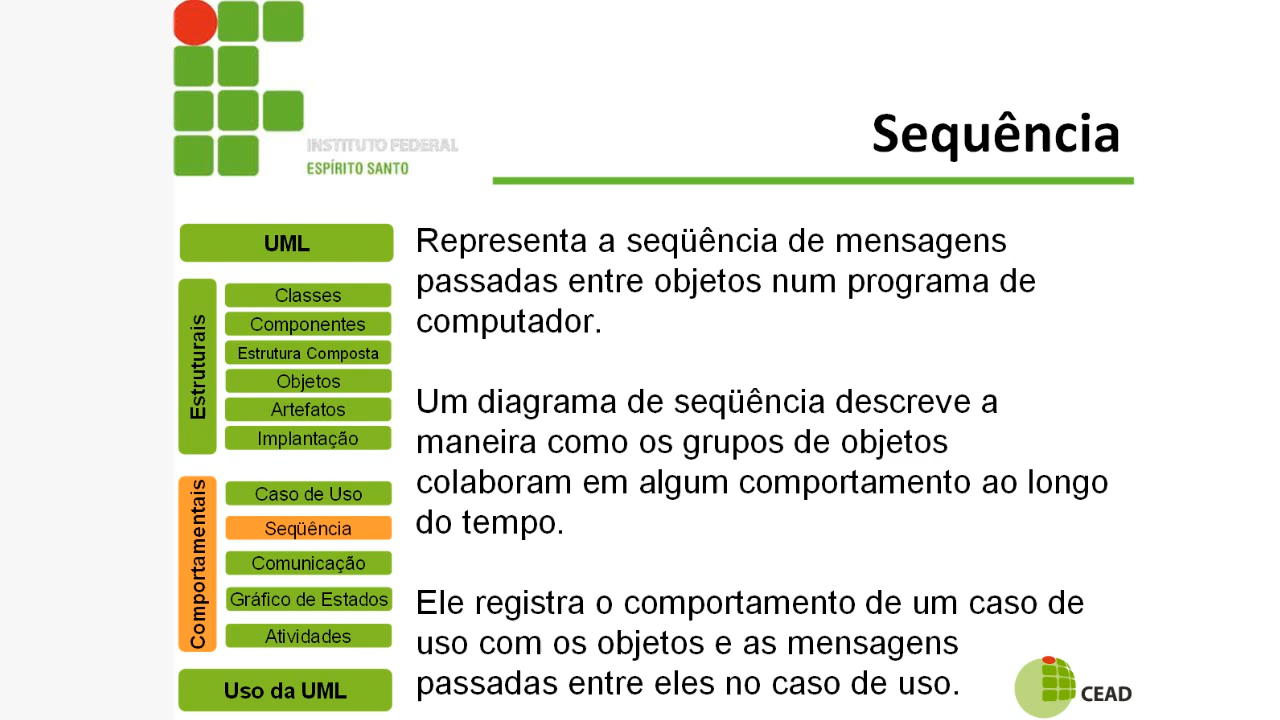 INSTITUTO FEDERAL
ESPÍRITO SANTO
Sequência
UML
Estruturais
Classes
Componentes
Estrutura Composta
Objetos
Artefatos
Implantação
Comportamentais
Caso de Uso
Seqüência
Comunicação
Gráfico de Estados
Atividades
Uso da UML
Representa a seqüência de mensagens
passadas entre objetos num programa de
computador.
Um diagrama de seqüência descreve a
maneira como os grupos de objetos
colaboram em algum comportamento ao longo
do tempo.
Ele registra o comportamento de um caso de
uso com os objetos e as mensagens
passadas entre eles no caso de uso.
CEAD